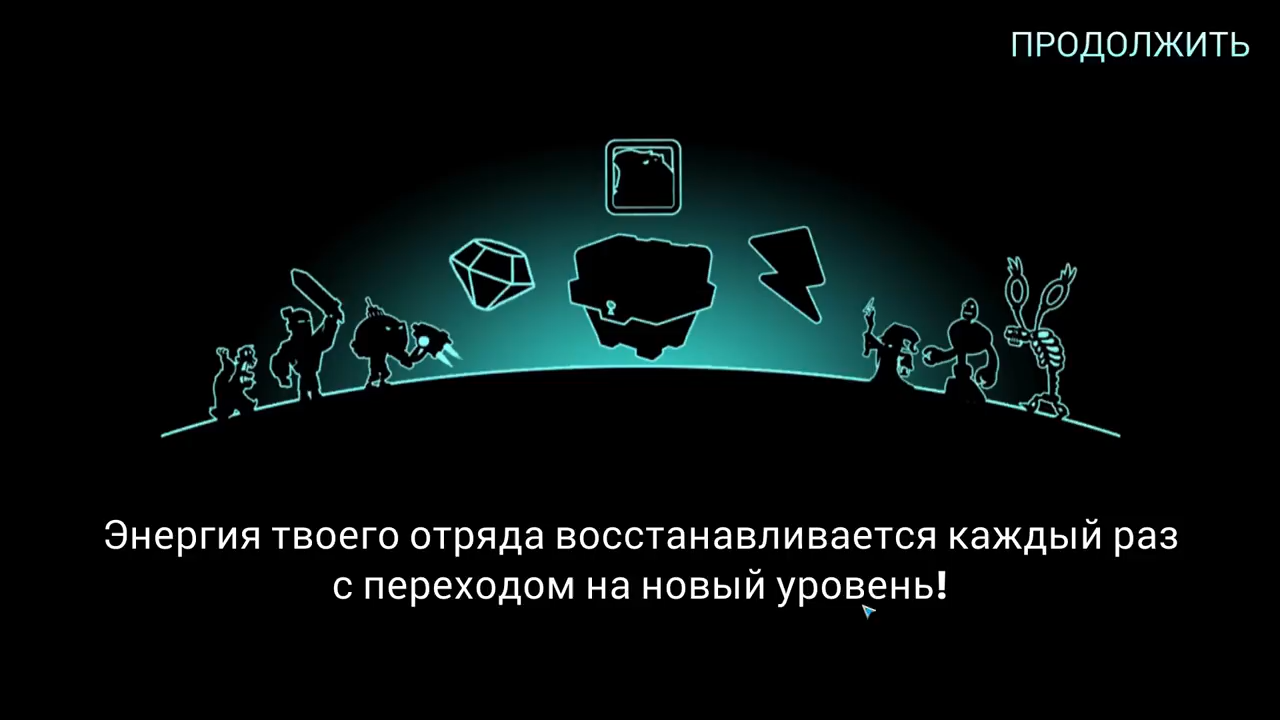 ПРОДОЛЖИТЬ
Энергия твоего отряда восстанавливается каждый раз
с переходом на новый уровень!